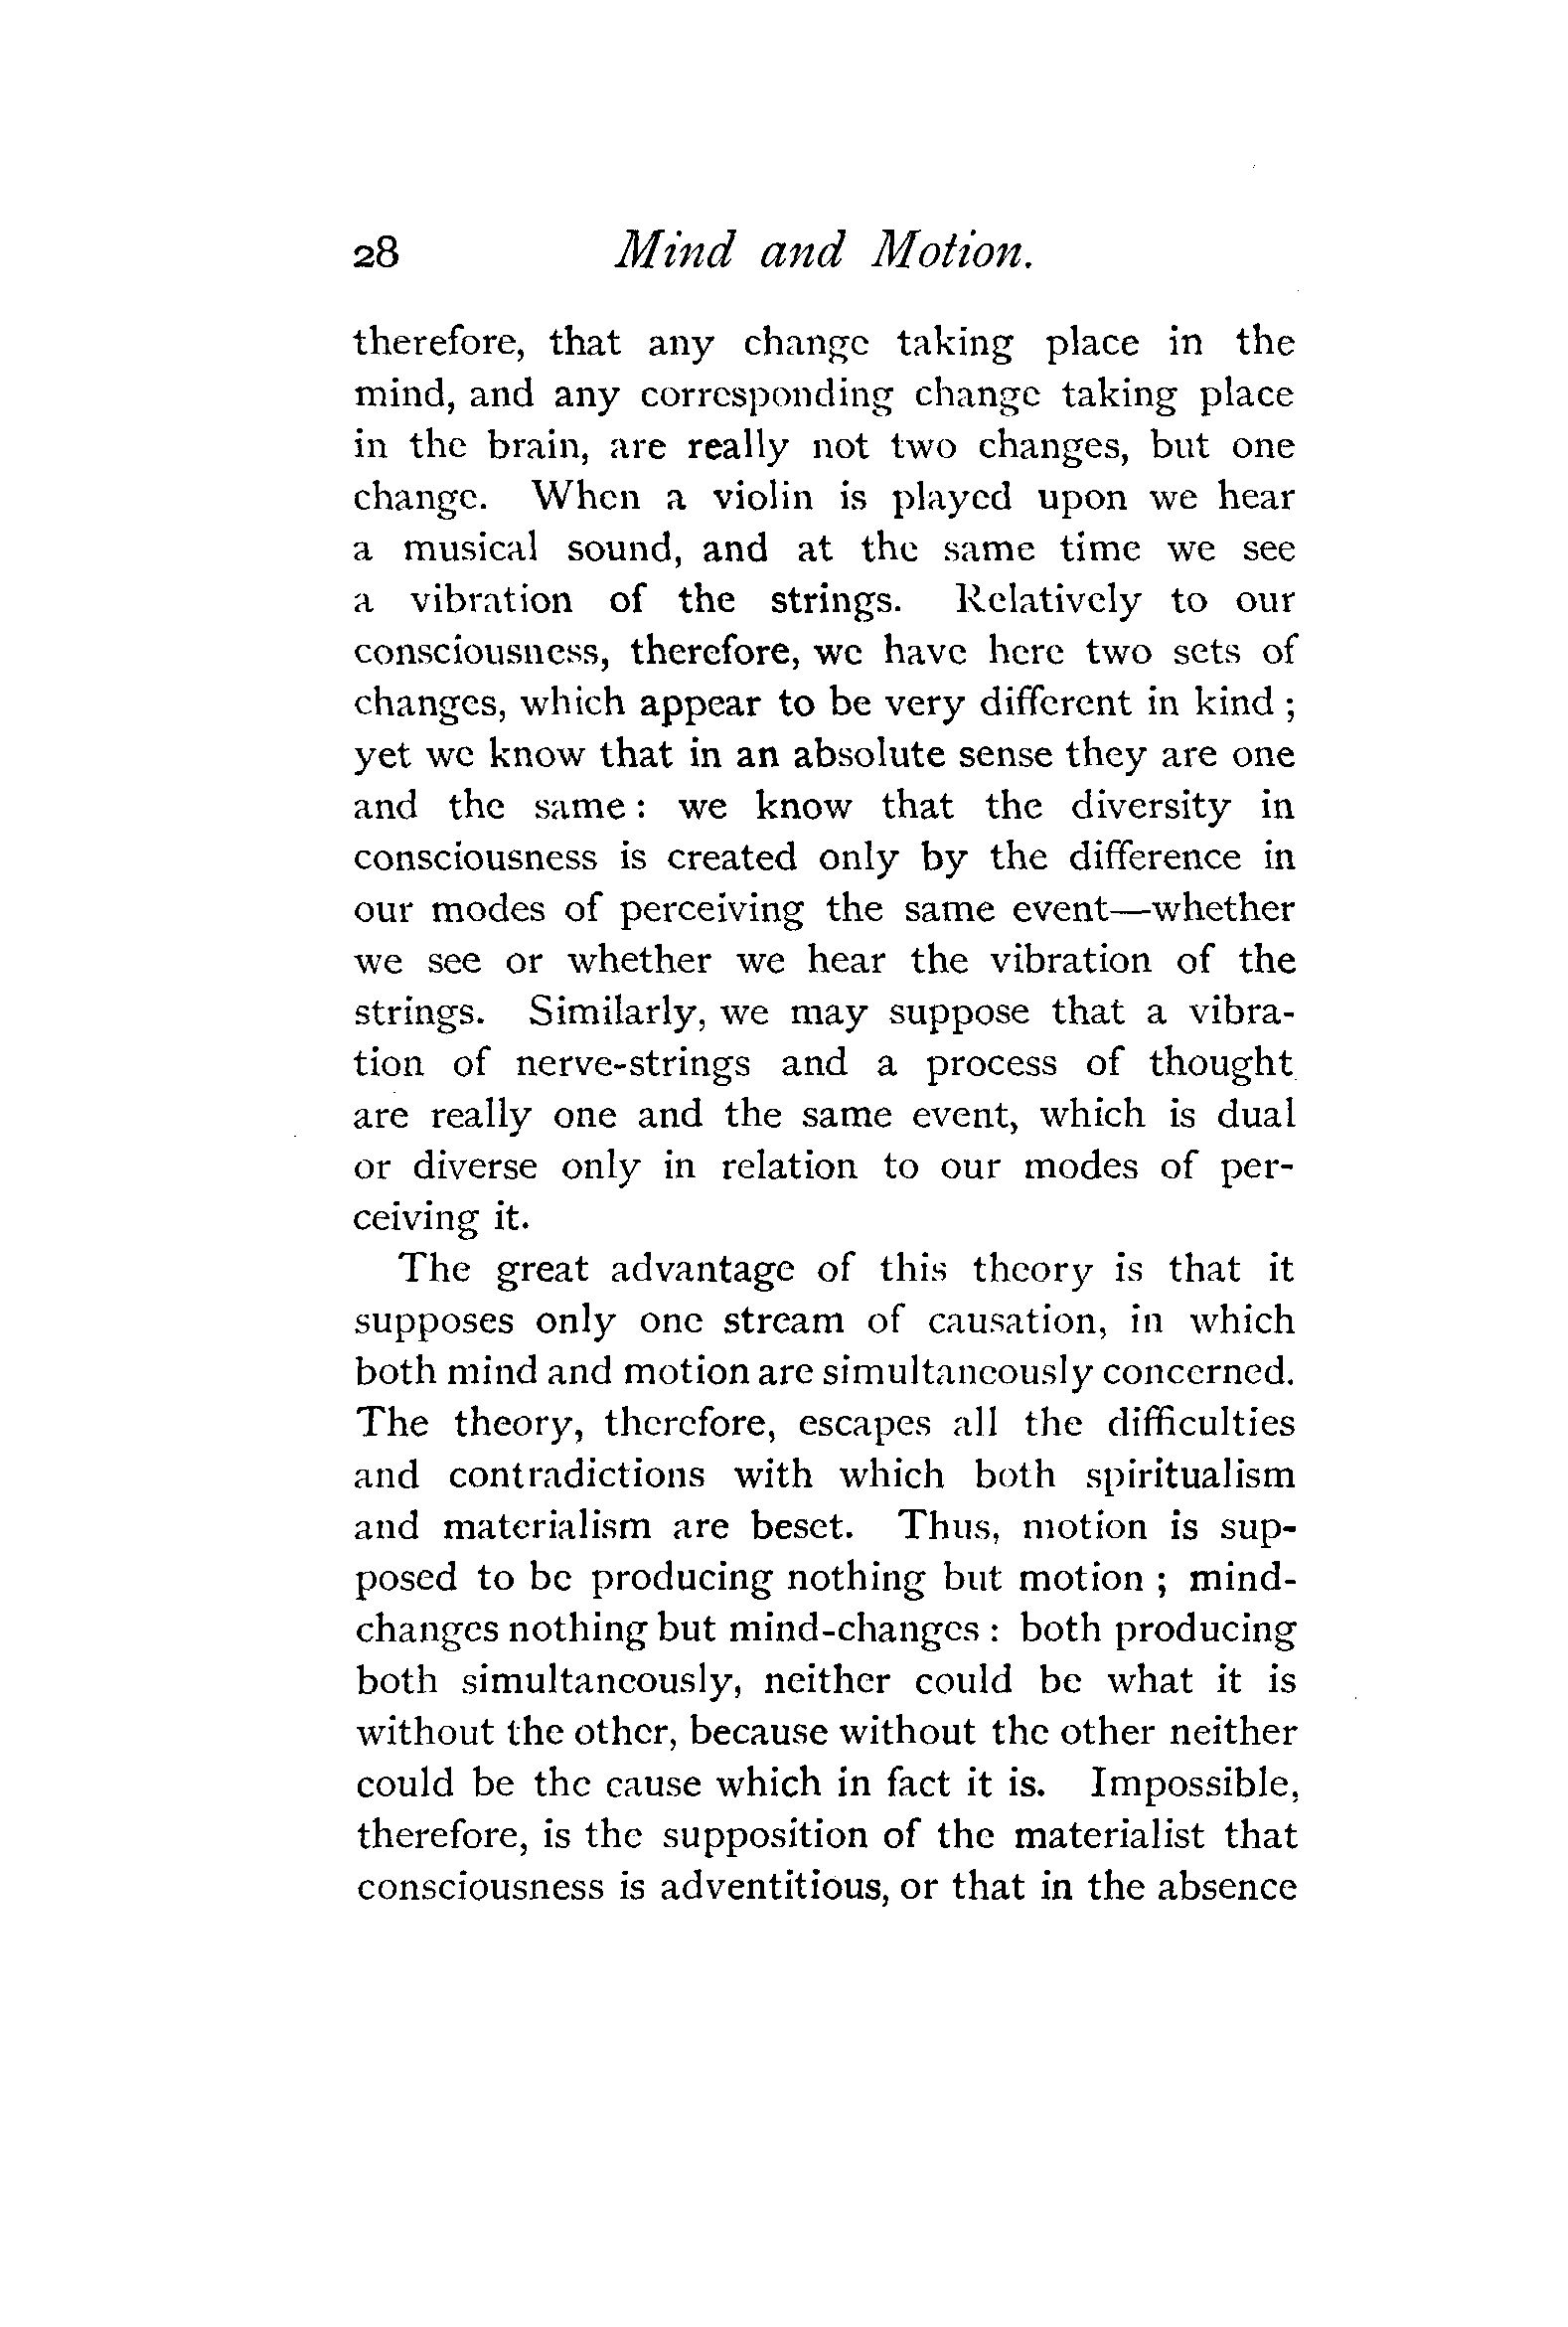 28 Mind and Motion.
therefore, that any change taking place in the
mind, and any corresponding change taking place
in the brain, are really not two changes, but one
change. When a violin is played upon we hear
a musical sound, and at the same time we see
a vibration of the strings. Relatively to our
consciousness, therefore, we have here two sets of
changes, which appear to be very different in kind ;
yet we know that in an absolute sense they are one
and the same : we know that the diversity in
consciousness is created only by the difference in
our modes of perceiving the same event—whether
we see or whether we hear the vibration of the
strings. Similarly, we may suppose that a vibra-
tion of nerve-strings and a process of thought
are really one and the same event, which is dual
or diverse only in relation to our modes of per-
ceiving it.
The great advantage of this theory is that it
supposes only one stream of causation, in which
both mind and motion are simultaneously concerned.
The theory, therefore, escapes all the difficulties
and contradictions with which both spiritualism
and materialism are beset. Thus, motion is sup-
posed to be producing nothing but motion ; mind-
changes nothing but mind-changes : both producing
both simultaneously, neither could be what it is
without the other, because without the other neither
could be the cause which in fact it is. Impossible,
therefore, is the supposition of the materialist that
consciousness is adventitious, or that in the absence